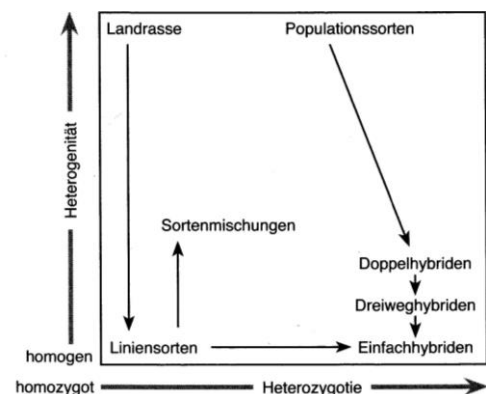 Landrasse Populationssorten
Heterogenität
Sortenmischungen
Doppelhybriden
Dreiweghybriden
homogen Liniensorten Einfachhybriden
homozygot Heterozygotie